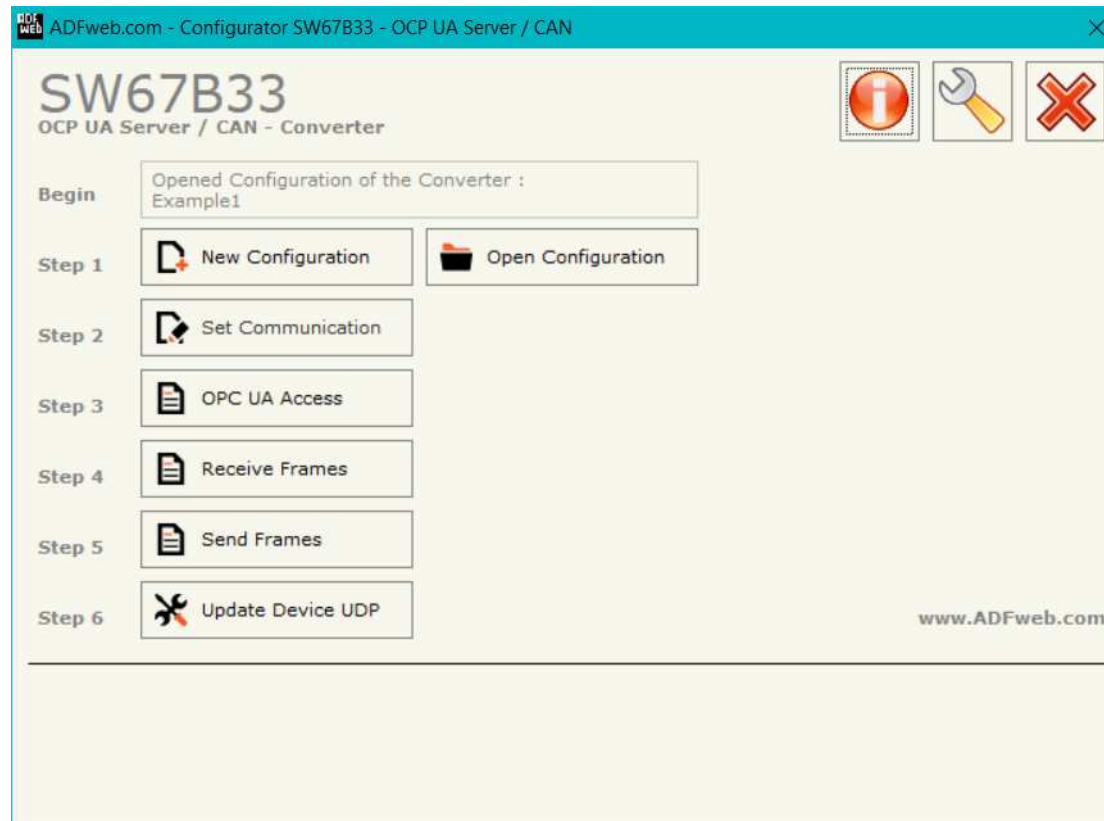 ADF WEB ADFweb.com - Configurator SW67B33 - OCP UA Server / CAN
SW67B33
OCP UA Server / CAN - Converter
Begin
Opened Configuration of the Converter :
Example1
Step 1
New Configuration
Open Configuration
Step 2
Set Communication
Step 3
OPC UA Access
Step 4
Receive Frames
Step 5
Send Frames
Step 6
Update Device UDP
www.ADFweb.com